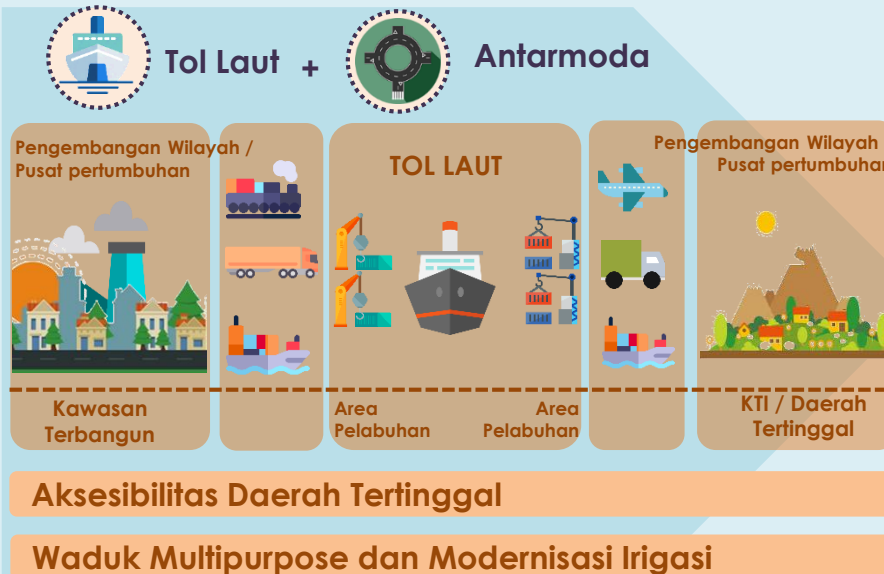 Tol Laut + Antarmoda
Pengembangan Wilayah /
Pusat pertumbuhan
TOL LAUT
Pengembangan Wilayah
Pusat pertumbuhan
Kawasan
Terbangun
Area
Pelabuhan
Area
Pelabuhan
KTI / Daerah
Tertinggal
Aksesibilitas Daerah Tertinggal
Waduk Multipurpose dan Modernisasi Irigasi